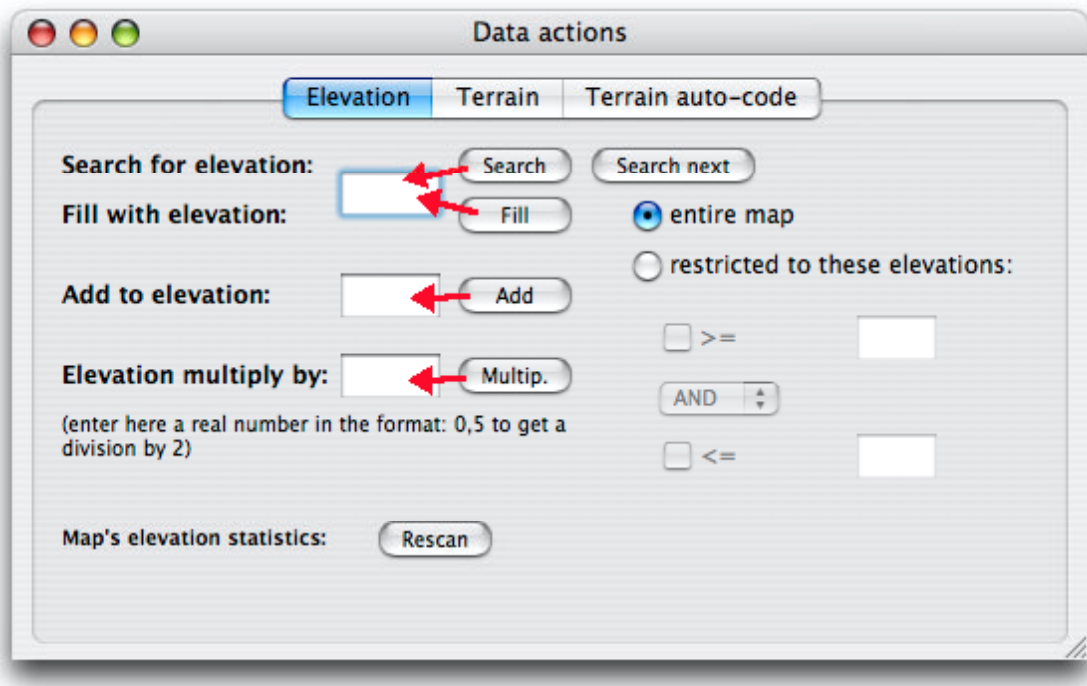 Data actions
Elevation Terrain Terrain auto-code
Search for elevation: Search Search next
Fill with elevation: Fill entire map
restricted to these elevations:
Add to elevation: Add
>=
Elevation multiply by: Multip.
AND
(enter here a real number in the format: 0,5 to get a
division by 2)
<=
Map's elevation statistics: Rescan